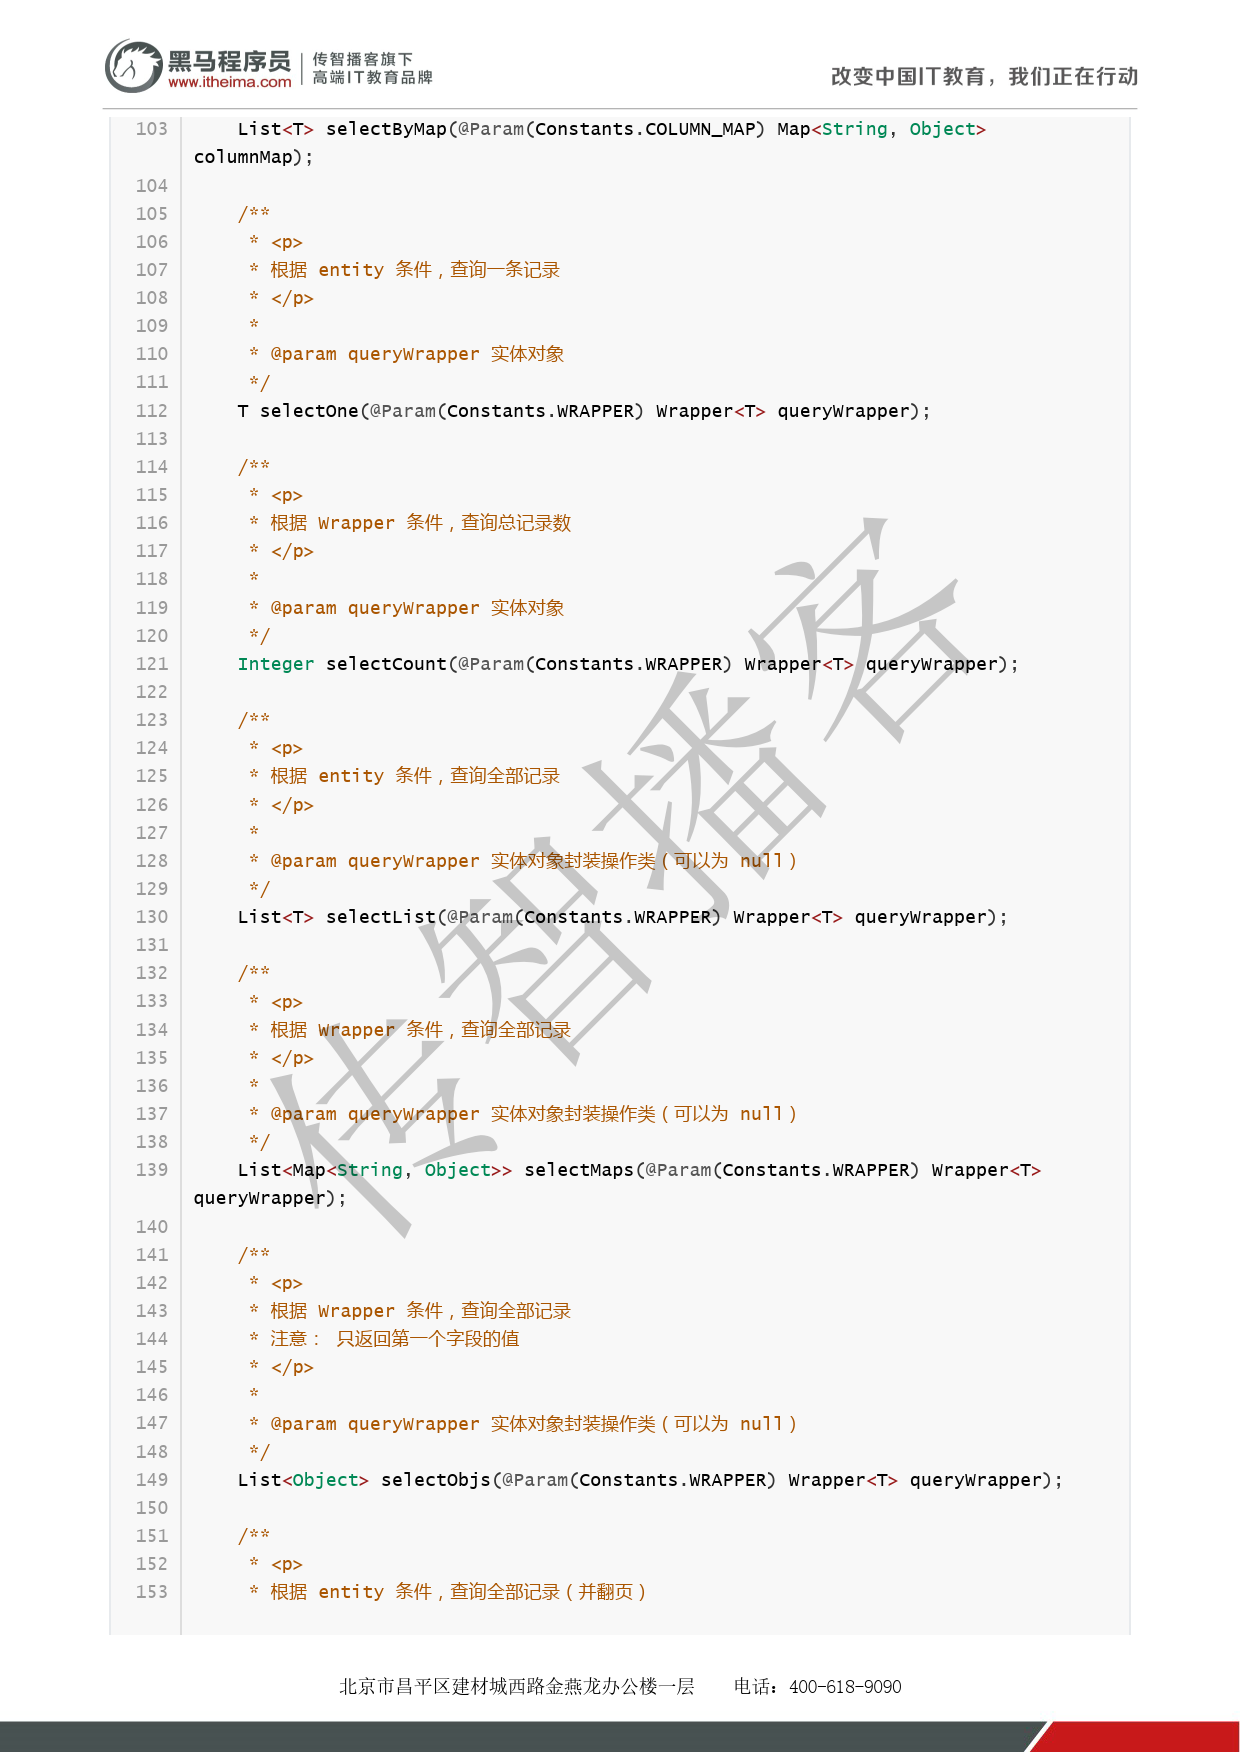 黑马程序员
www.itheima.com
传智播客旗下
高端IT教育品牌
改变中国IT教育，我们正在行动
103     List<T> selectByMap(@Param(Constants.COLUMN_MAP) Map<String, Object>
columnMap);
104
105     /**
106      * <p>
107      * 根据 entity 条件，查询一条记录
108      * </p>
109      *
110      * @param queryWrapper 实体对象
111      */
112     T selectOne(@Param(Constants.WRAPPER) Wrapper<T> queryWrapper);
113
114     /**
115      * <p>
116      * 根据 Wrapper 条件，查询总记录数
117      * </p>
118      *
119      * @param queryWrapper 实体对象
120      */
121     Integer selectCount(@Param(Constants.WRAPPER) Wrapper<T> queryWrapper);
122
123     /**
124      * <p>
125      * 根据 entity 条件，查询全部记录
126      * </p>
127      *
128      * @param queryWrapper 实体对象封装操作类（可以为 null）
129      */
130     List<T> selectList(@Param(Constants.WRAPPER) Wrapper<T> queryWrapper);
131
132     /**
133      * <p>
134      * 根据 Wrapper 条件，查询全部记录
135      * </p>
136      *
137      * @param queryWrapper 实体对象封装操作类（可以为 null）
138      */
139     List<Map<String, Object>> selectMaps(@Param(Constants.WRAPPER) Wrapper<T>
queryWrapper);
140
141     /**
142      * <p>
143      * 根据 Wrapper 条件，查询全部记录
144      * 注意： 只返回第一个字段的值
145      * </p>
146      *
147      * @param queryWrapper 实体对象封装操作类（可以为 null）
148      */
149     List<Object> selectObjs(@Param(Constants.WRAPPER) Wrapper<T> queryWrapper);
150
151     /**
152      * <p>
153      * 根据 entity 条件，查询全部记录（并翻页）
传智播客
北京市昌平区建材城西路金燕龙办公楼一层 电话：400-618-9090